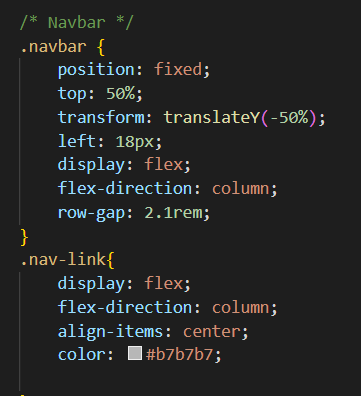 /* Navbar */
.navbar {
    position: fixed;
    top: 50%;
    transform: translateY(-50%);
    left: 18px;
    display: flex;
    flex-direction: column;
    row-gap: 2.1rem;
}
.nav-link{
    display: flex;
    flex-direction: column;
    align-items: center;
    color: #b7b7b7;